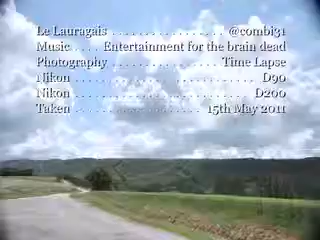 Le Lauragais . . . . . . . . . . . . . . . . . @combi31
Music . . . . Entertainment for the brain dead
Photography . . . . . . . . . . . . . . . . Time Lapse
Nikon . . . . . . . . . . . . . . . . . . . . . . . . . . . . D90
Nikon . . . . . . . . . . . . . . . . . . . . . . . . . . . D200
Taken . . . . . . . . . . . . . . . . . . . 15th May 2011